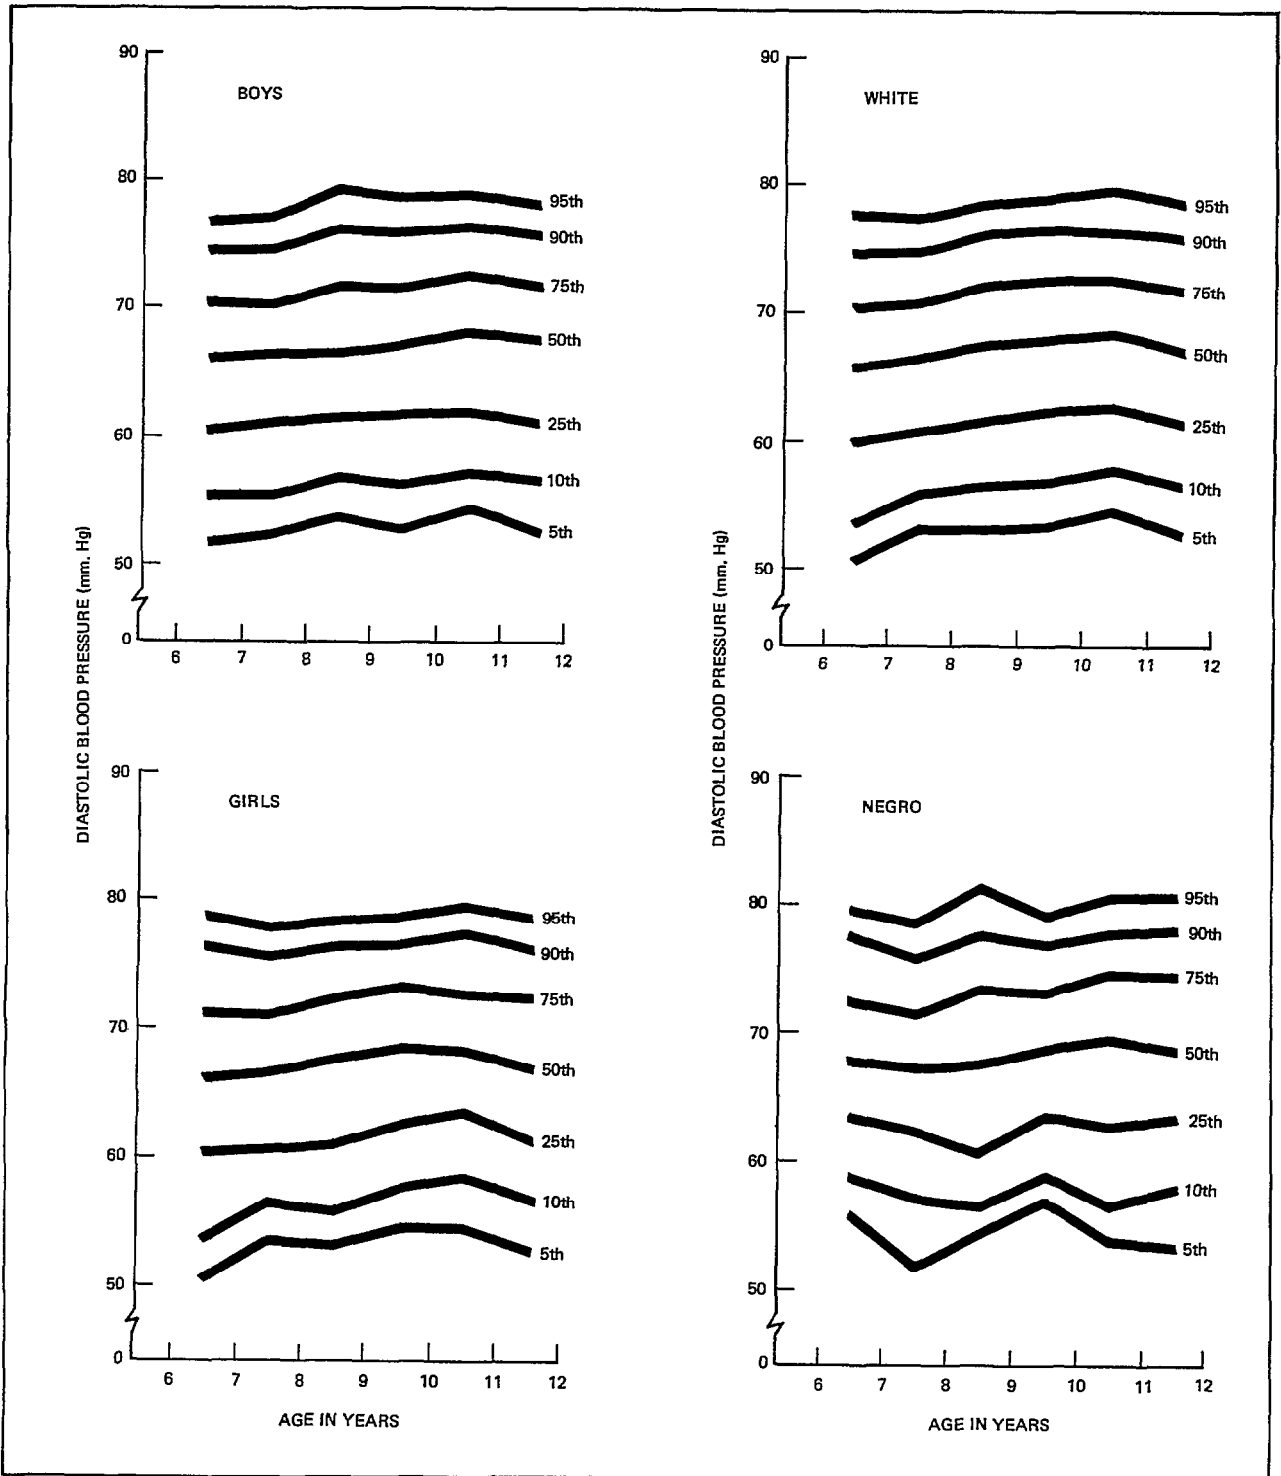 DIASTOLIC BLOOD PRESSURE (mm. Hg)
BOYS
90
80
70
60
50
0
95th
90th
75th
50th
25th
10th
5th
6 7 8 9 10 11 12
GIRLS
90
80
70
60
50
0
95th
90th
75th
50th
25th
10th
5th
6 7 8 9 10 11 12
AGE IN YEARS
DIASTOLIC BLOOD PRESSURE (mm. Hg)
WHITE
90
80
70
60
50
0
95th
90th
75th
50th
25th
10th
5th
6 7 8 9 10 11 12
NEGRO
90
80
70
60
50
0
95th
90th
75th
50th
25th
10th
5th
6 7 8 9 10 11 12
AGE IN YEARS